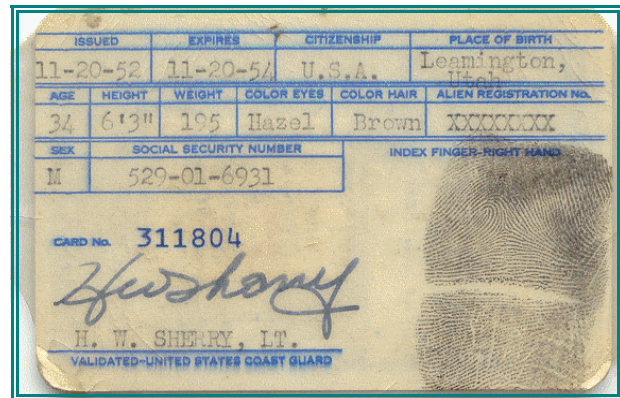 ISSUED EXPIRES CITIZENSHIP PLACE OF BIRTH
11-20-52 11-20-54 U.S.A. Leamington,
Utah
AGE HEIGHT WEIGHT COLOR EYES COLOR HAIR ALIEN REGISTRATION No.
34 6'3" 195 Hazel Brown XXXXXXXX
SEX SOCIAL SECURITY NUMBER INDEX FINGER-RIGHT HAND
M 529-01-6931
CARD No. 311804
HWSherry
H. W. SHERRY, LT.
VALIDATED-UNITED STATES COAST GUARD